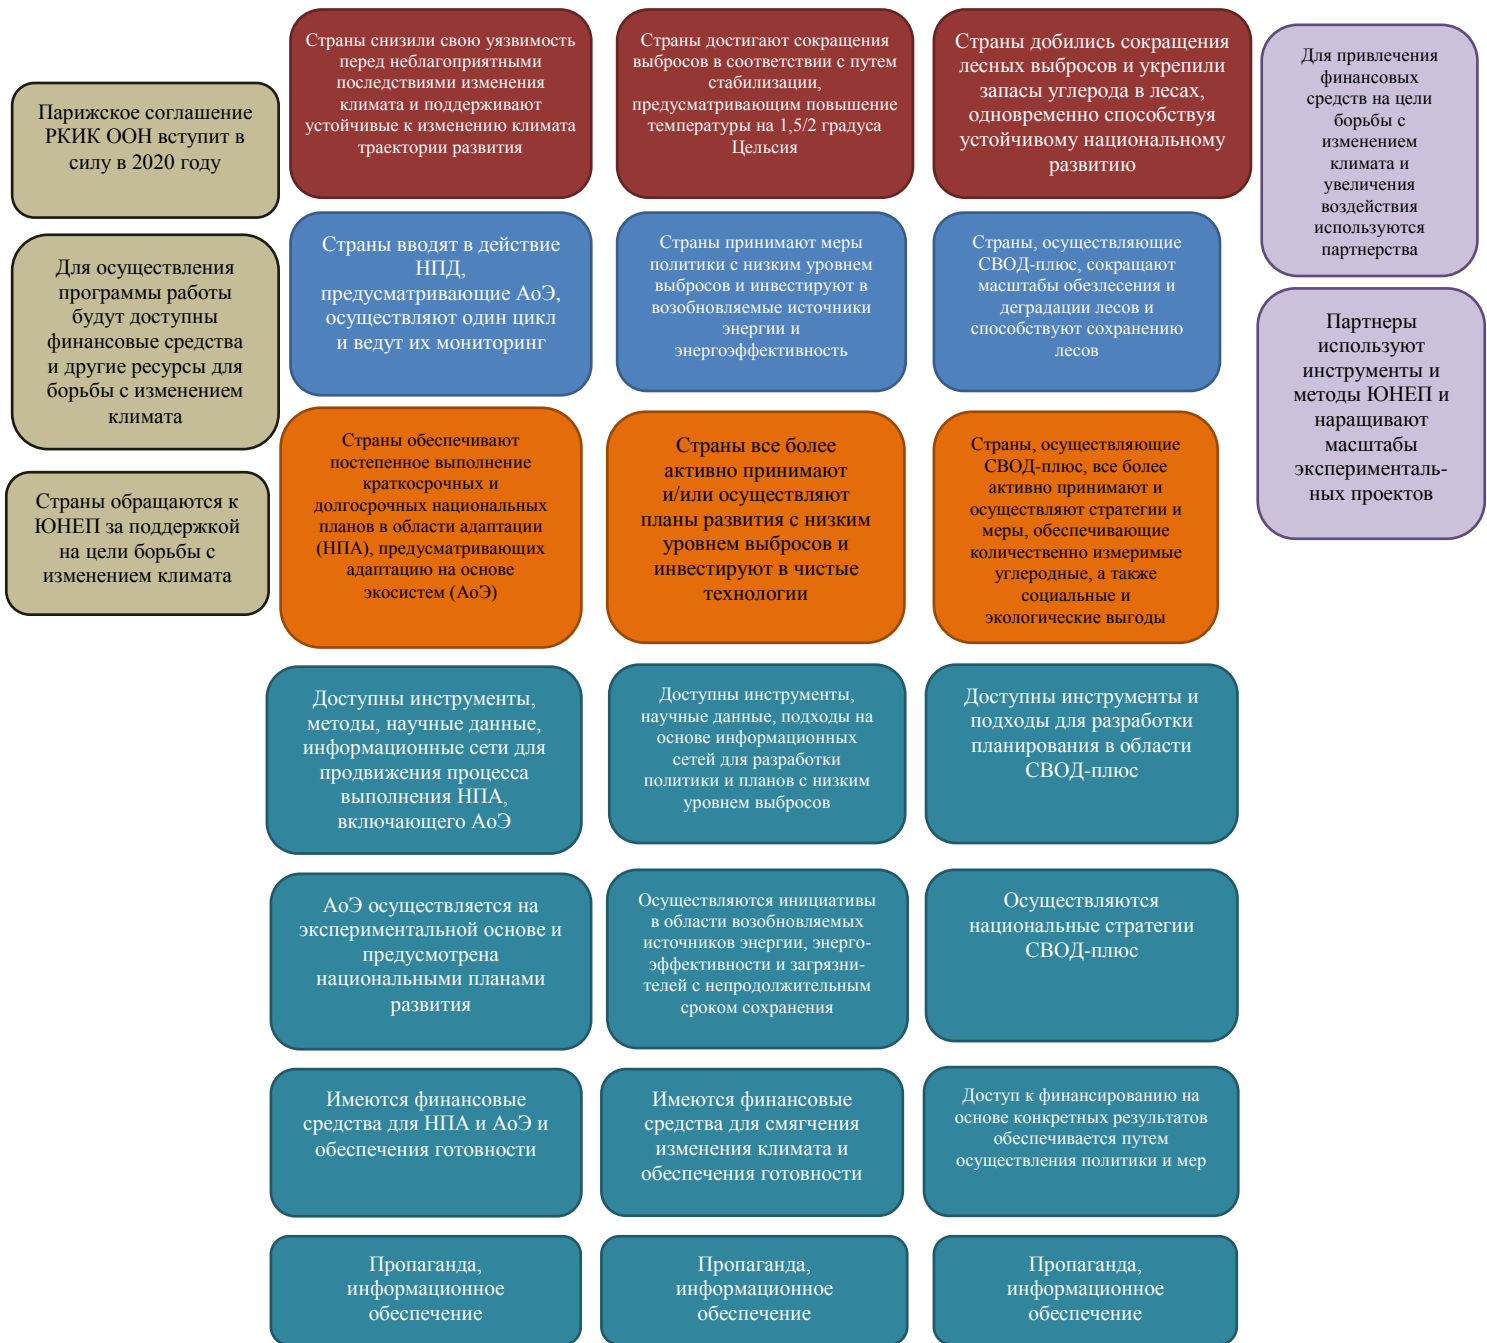 Парижское соглашение
РКИК ООН вступит в
силу в 2020 году
Для осуществления
программы работы
будут доступны
финансовые средства
и другие ресурсы для
борьбы с изменением
климата
Страны обращаются к
ЮНЕП за поддержкой
на цели борьбы с
изменением климата
Страны снизили свою уязвимость
перед неблагоприятными
последствиями изменения
климата и поддерживают
устойчивые к изменению климата
траектории развития
Страны достигают сокращения
выбросов в соответствии с путем
стабилизации,
предусматривающим повышение
температуры на 1,5/2 градуса
Цельсия
Страны добились сокращения
лесных выбросов и укрепили
запасы углерода в лесах,
одновременно способствуя
устойчивому национальному
развитию
Страны вводят в действие
НПД,
предусматривающие АоЭ,
осуществляют один цикл
и ведут их мониторинг
Страны принимают меры
политики с низким уровнем
выбросов и инвестируют в
возобновляемые источники
энергии и
энергоэффективность
Страны, осуществляющие
СВОД-плюс, сокращают
масштабы обезлесения и
деградации лесов и
способствуют сохранению
лесов
Страны обеспечивают
постепенное выполнение
краткосрочных и
долгосрочных национальных
планов в области адаптации
(НПА), предусматривающих
адаптацию на основе
экосистем (АоЭ)
Страны все более
активно принимают
и/или осуществляют
планы развития с низким
уровнем выбросов и
инвестируют в чистые
технологии
Страны, осуществляющие
СВОД-плюс, все более
активно принимают и
осуществляют стратегии и
меры, обеспечивающие
количественно измеримые
углеродные, а также
социальные и
экологические выгоды
Доступны инструменты,
методы, научные данные,
информационные сети для
продвижения процесса
выполнения НПА,
включающего АоЭ
Доступны инструменты,
научные данные, подходы на
основе информационных
сетей для разработки
политики и планов с низким
уровнем выбросов
Доступны инструменты и
подходы для разработки
планирования в области
СВОД-плюс
АоЭ осуществляется на
экспериментальной основе и
предусмотрена
национальными планами
развития
Осуществляются инициативы
в области возобновляемых
источников энергии, энерго-
эффективности и загрязни-
телей с непродолжительным
сроком сохранения
Осуществляются
национальные стратегии
СВОД-плюс
Имеются финансовые
средства для НПА и АоЭ и
обеспечения готовности
Имеются финансовые
средства для смягчения
изменения климата и
обеспечения готовности
Доступ к финансированию на
основе конкретных результатов
обеспечивается путем
осуществления политики и мер
Пропаганда,
информационное
обеспечение
Пропаганда,
информационное
обеспечение
Пропаганда,
информационное
обеспечение
Для привлечения
финансовых
средств на цели
борьбы с
изменением
климата и
увеличения
воздействия
используются
партнерства
Партнеры
используют
инструменты и
методы ЮНЕП и
наращивают
масштабы
эксперименталь-
ных проектов